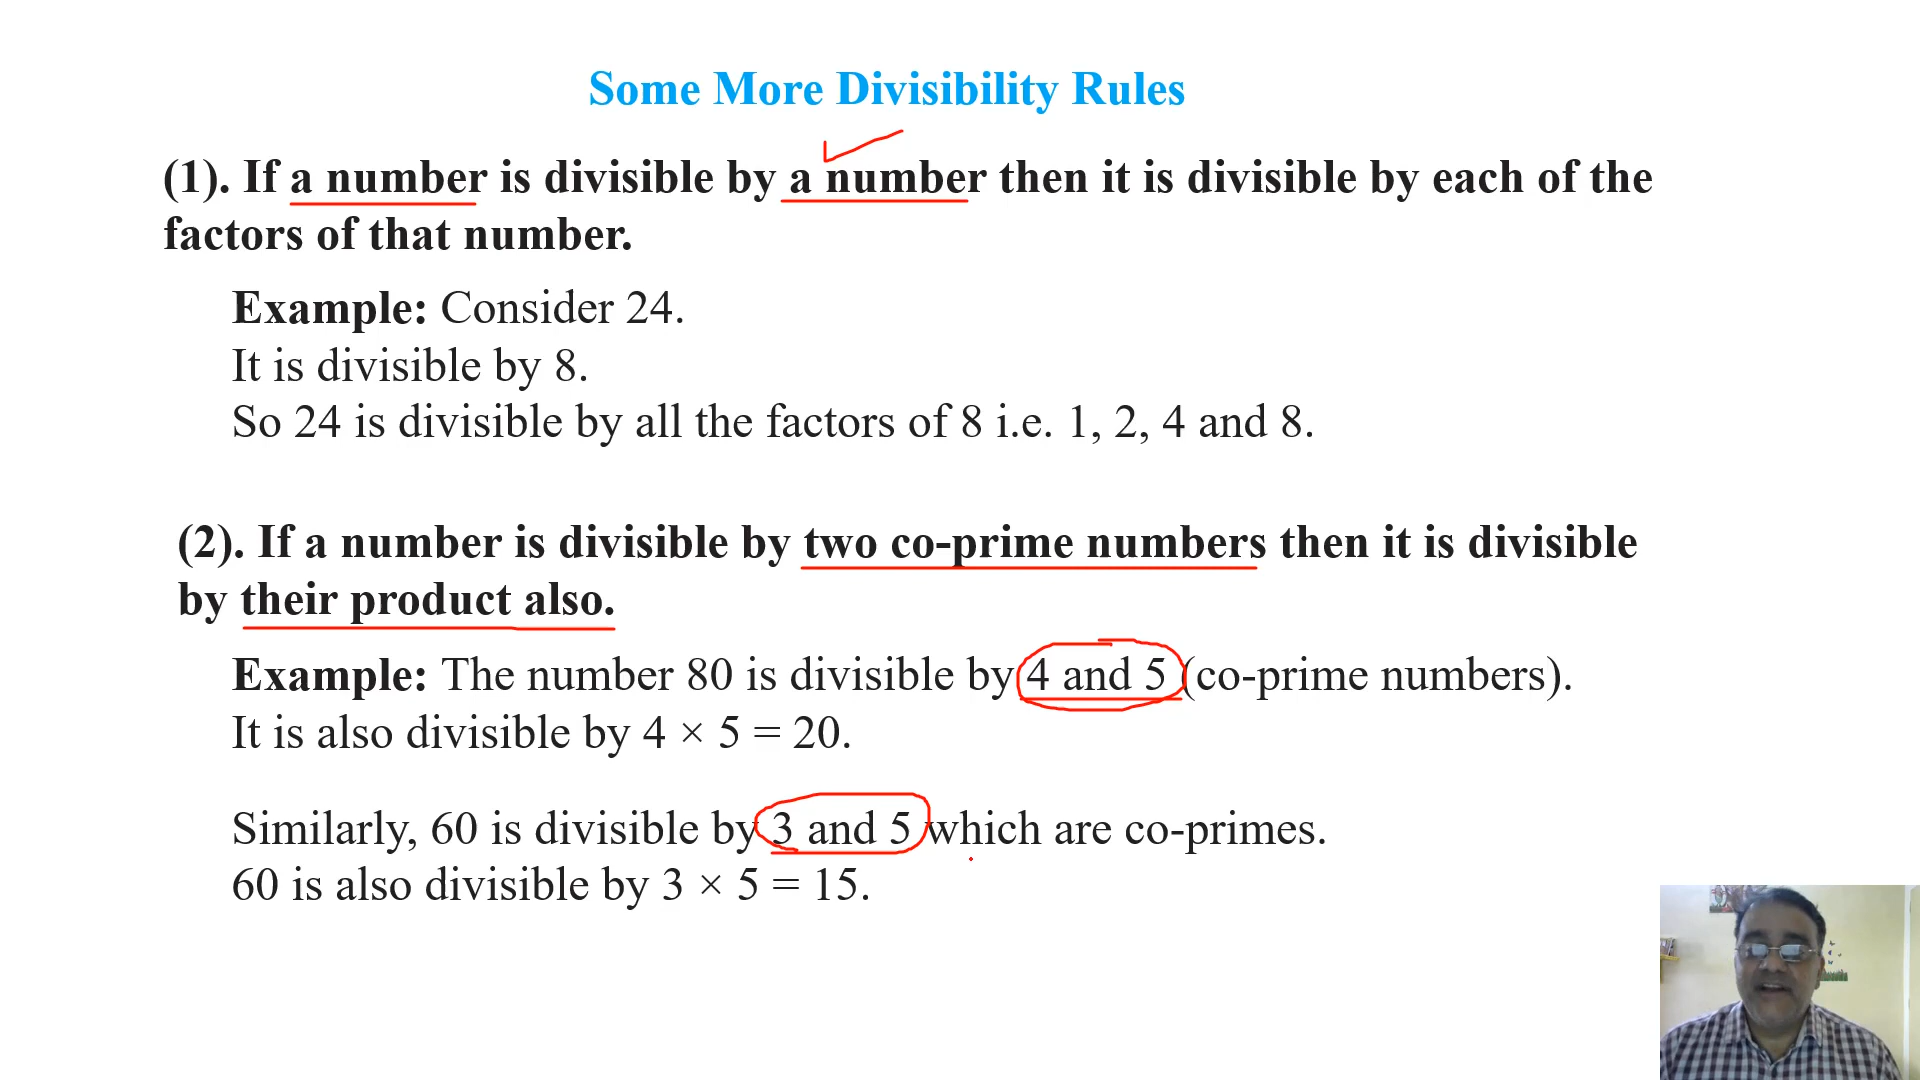 Some More Divisibility Rules
(1). If a number is divisible by a number then it is divisible by each of the
factors of that number.
Example: Consider 24.
It is divisible by 8.
So 24 is divisible by all the factors of 8 i.e. 1, 2, 4 and 8.
(2). If a number is divisible by two co-prime numbers then it is divisible
by their product also.
Example: The number 80 is divisible by 4 and 5 (co-prime numbers).
It is also divisible by 4 × 5 = 20.
Similarly, 60 is divisible by 3 and 5 which are co-primes.
60 is also divisible by 3 × 5 = 15.